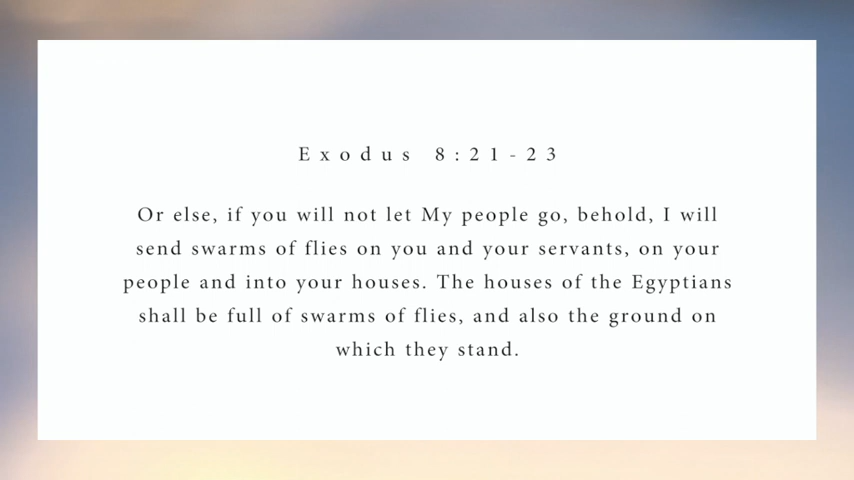 Exodus 8:21-23
Or else, if you will not let My people go, behold, I will
send swarms of flies on you and your servants, on your
people and into your houses. The houses of the Egyptians
shall be full of swarms of flies, and also the ground on
which they stand.